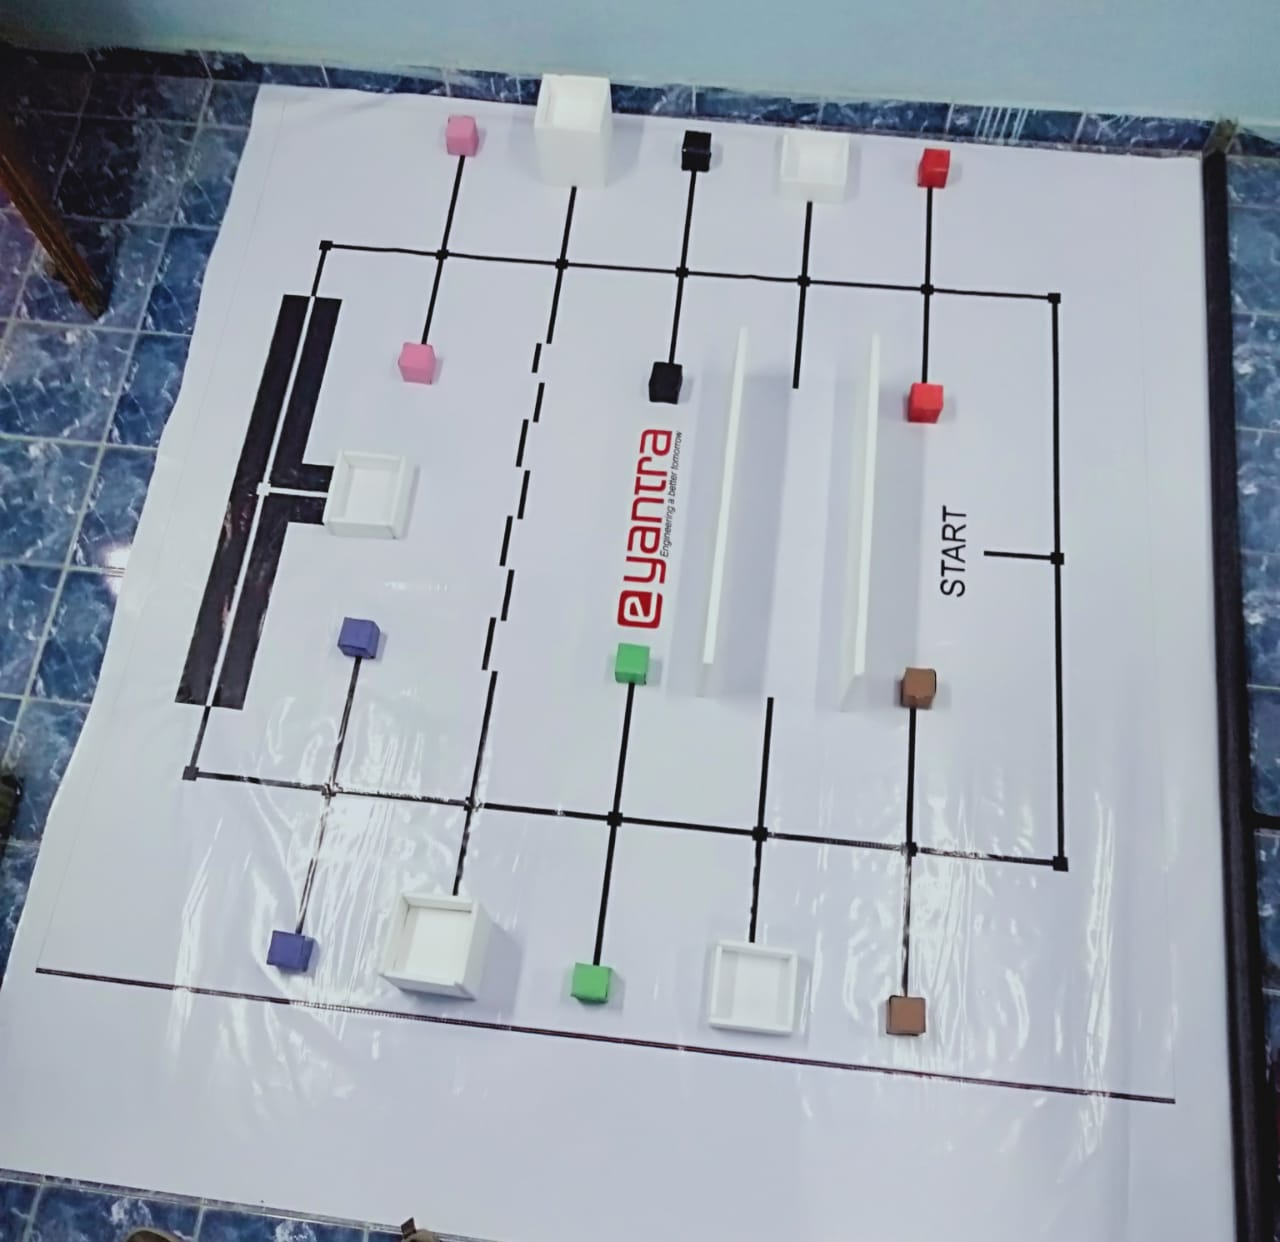 eyantra
Engineering a better tomorrow
START